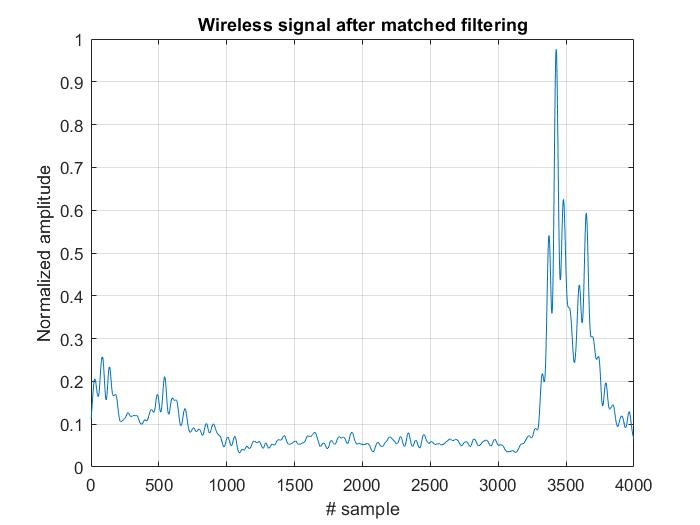 Wireless signal after matched filtering
1
0.9
0.8
0.7
0.6
0.5
0.4
0.3
0.2
0.1
0
Normalized amplitude
0 500 1000 1500 2000 2500 3000 3500 4000
# sample